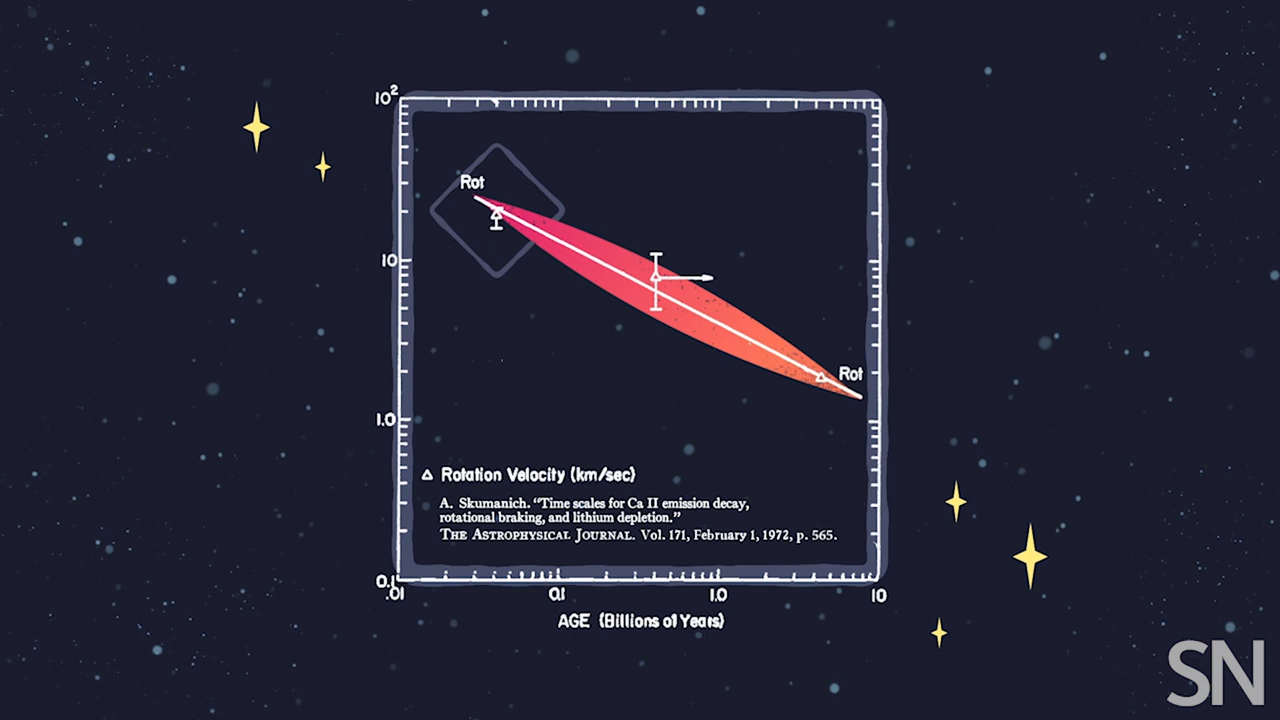 10²
Rot
10
Rot
1.0
△ Rotation Velocity (km/sec)
A. Skumanich. “Time scales for Ca II emission decay,
rotational braking, and lithium depletion.”
THE ASTROPHYSICAL JOURNAL. Vol. 171, February 1, 1972, p. 565.
0.1
.01 0.1 1.0 10
AGE (Billions of Years)
SN